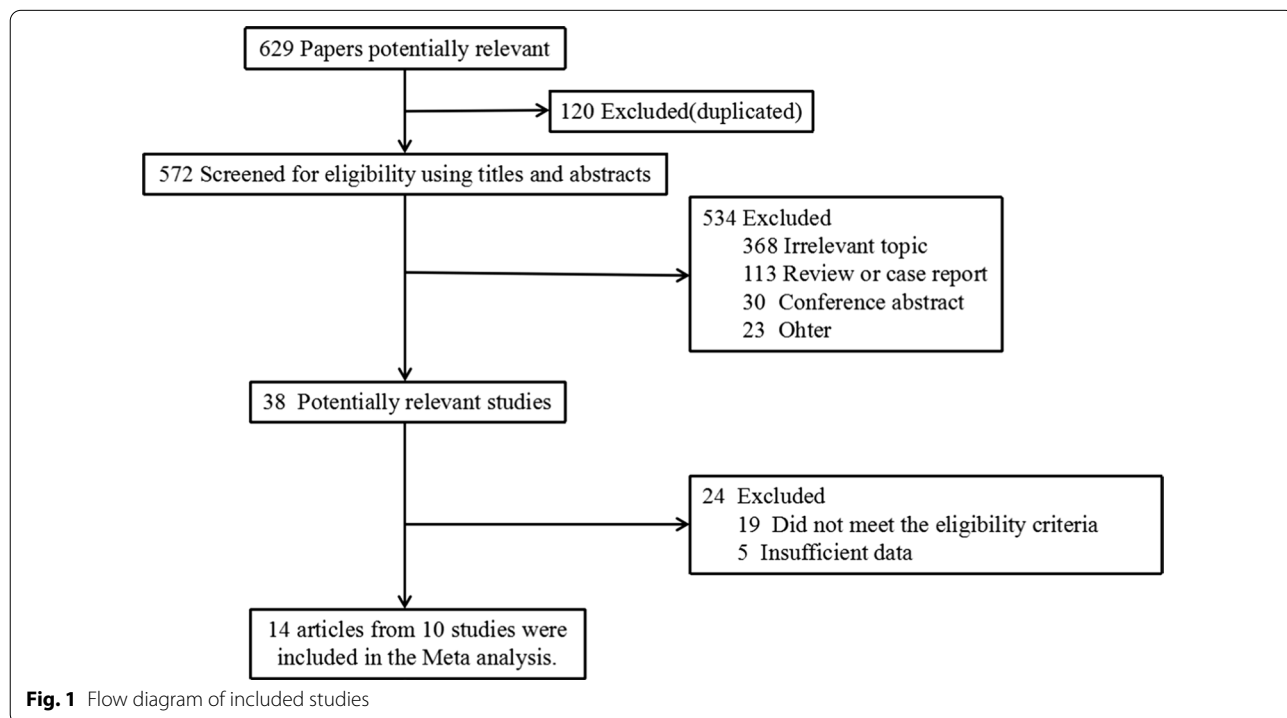 629 Papers potentially relevant
120 Excluded(duplicated)
572 Screened for eligibility using titles and abstracts
534 Excluded
368 Irrelevant topic
113 Review or case report
30 Conference abstract
23 Ohter
38 Potentially relevant studies
24 Excluded
19 Did not meet the eligibility criteria
5 Insufficient data
14 articles from 10 studies were
included in the Meta analysis.
Fig. 1 Flow diagram of included studies